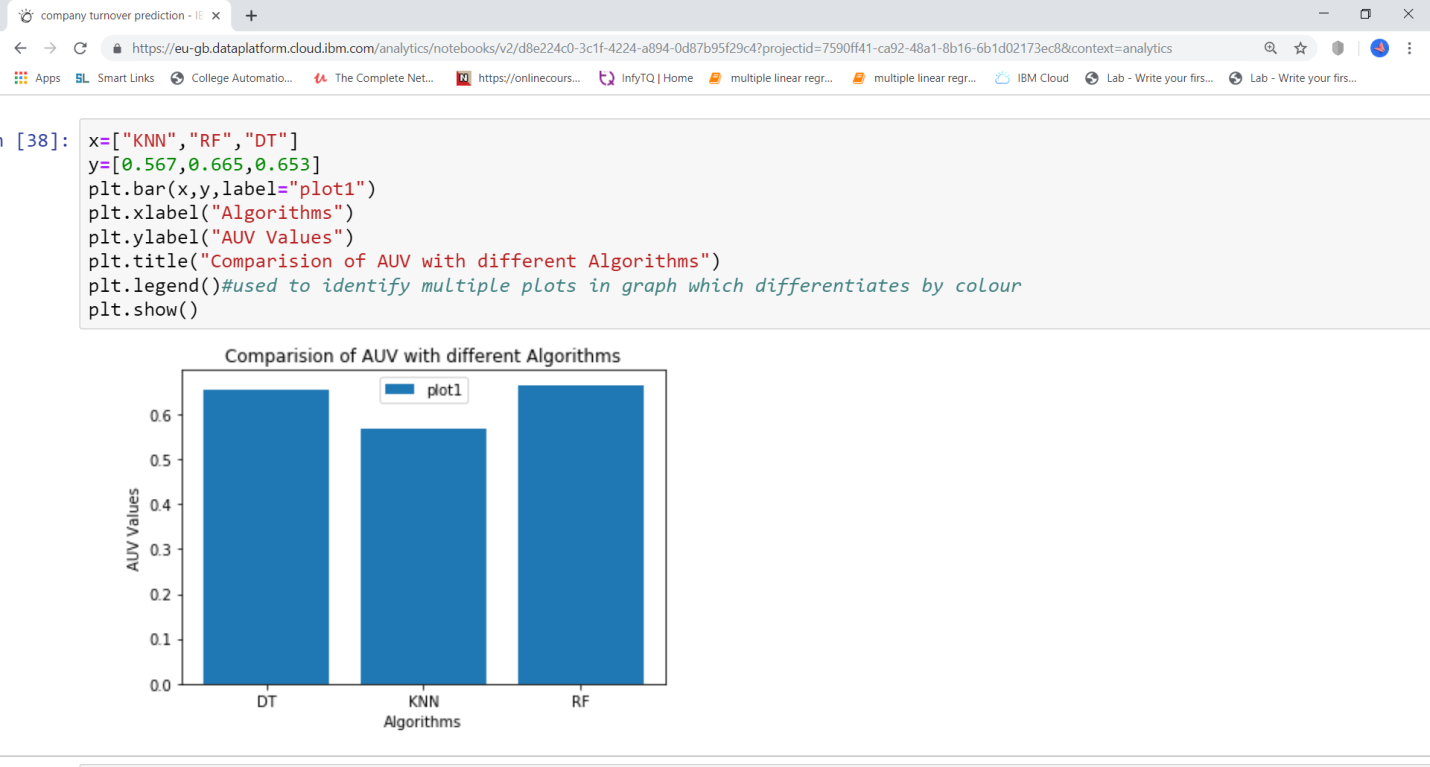 company turnover prediction - IE
https://eu-gb.dataplatform.cloud.ibm.com/analytics/notebooks/v2/d8e224c0-3c1f-4224-a894-0d87b95f29c4?projectid=7590ff41-ca92-48a1-8b16-6b1d02173ec8&context=analytics
Apps SL Smart Links College Automatio... The Complete Net... N https://onlinecours... InfyTQ | Home multiple linear regr... multiple linear regr... IBM Cloud Lab - Write your firs... Lab - Write your firs...
[38]: x=["KNN","RF","DT"]
y=[0.567,0.665,0.653]
plt.bar(x,y,label="plot1")
plt.xlabel("Algorithms")
plt.ylabel("AUV Values")
plt.title("Comparision of AUV with different Algorithms")
plt.legend()#used to identify multiple plots in graph which differentiates by colour
plt.show()
Comparision of AUV with different Algorithms
plot1
0.6
0.5
0.4
0.3
0.2
0.1
0.0
AUV Values
DT KNN RF
Algorithms